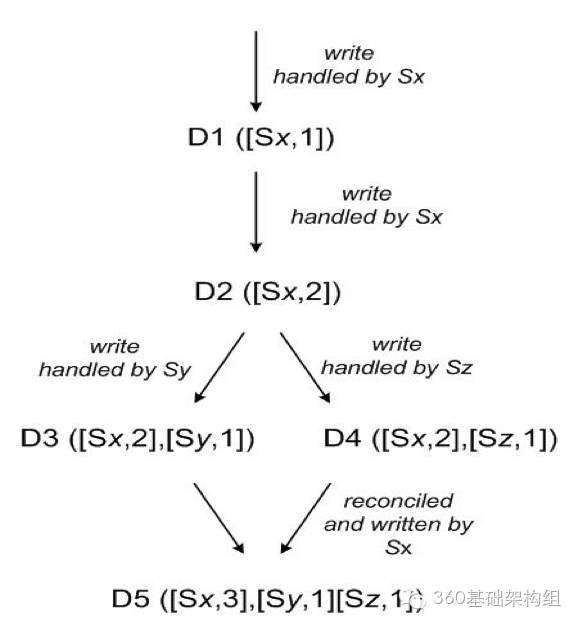 write
handled by Sx
D1 ([Sx,1])
write
handled by Sx
D2 ([Sx,2])
write
handled by Sy
write
handled by Sz
D3 ([Sx,2],[Sy,1])
D4 ([Sx,2],[Sz,1])
reconciled
and written by
Sx
D5 ([Sx,3],[Sy,1][Sz,1])
360基础架构组